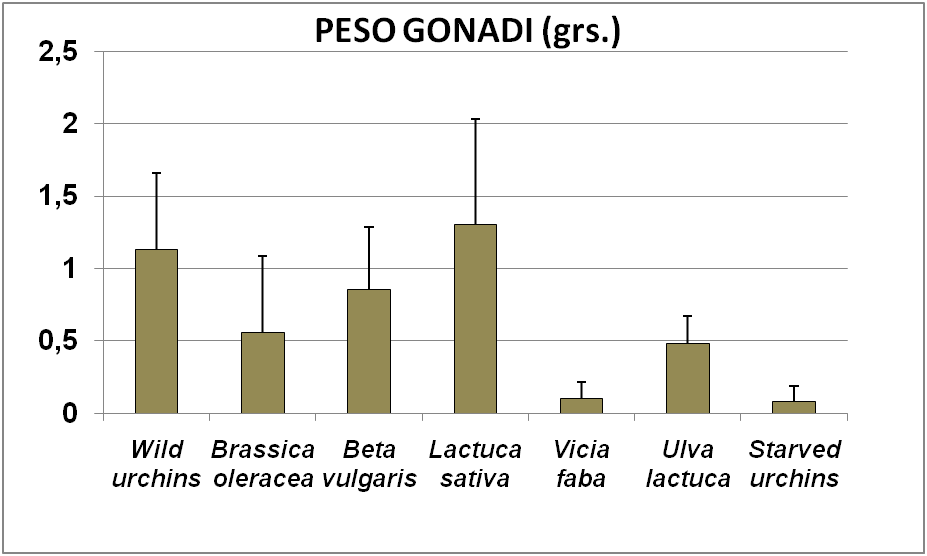 PESO GONADI (grs.)
2,5
2
1,5
1
0,5
0
Wild urchins
Brassica oleracea
Beta vulgaris
Lactuca sativa
Vicia faba
Ulva lactuca
Starved urchins